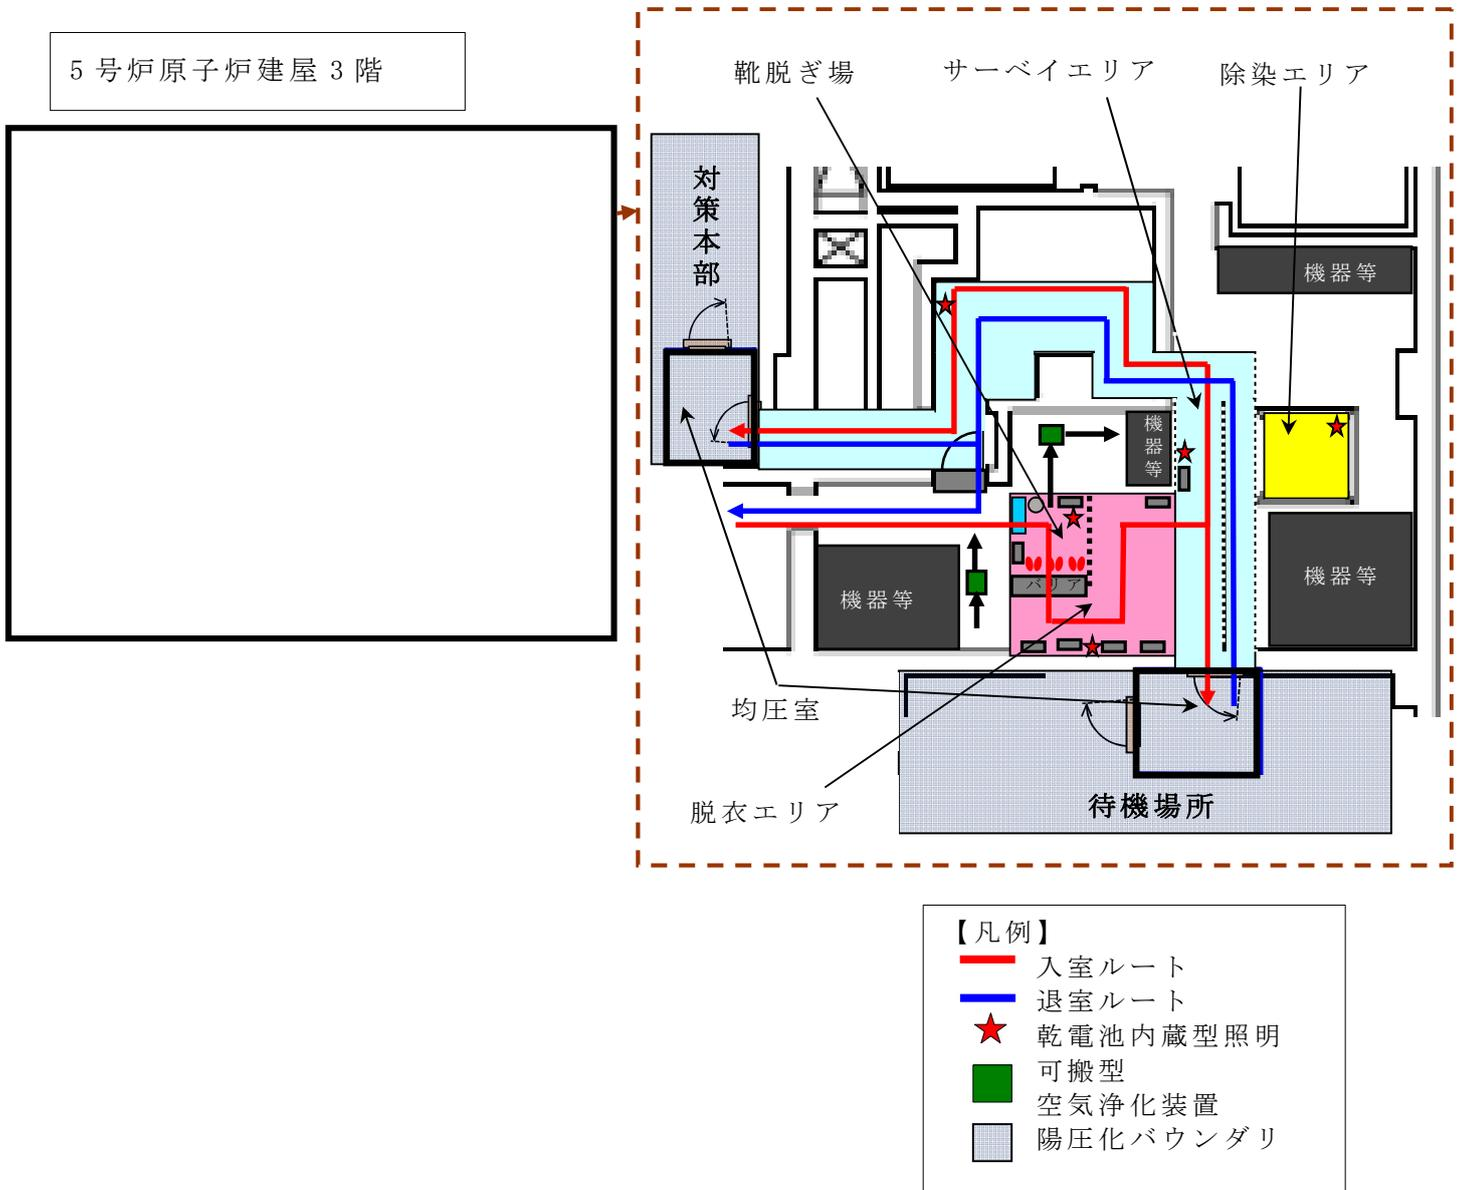 5号炉原子炉建屋3階
靴脱ぎ場
サーベイエリア
除染エリア
対策本部
機器等
機器等
機器等
機器等
バリア
均圧室
脱衣エリア
待機場所
【凡例】
入室ルート
退室ルート
乾電池内蔵型照明
可搬型
空気浄化装置
陽圧化バウンダリ